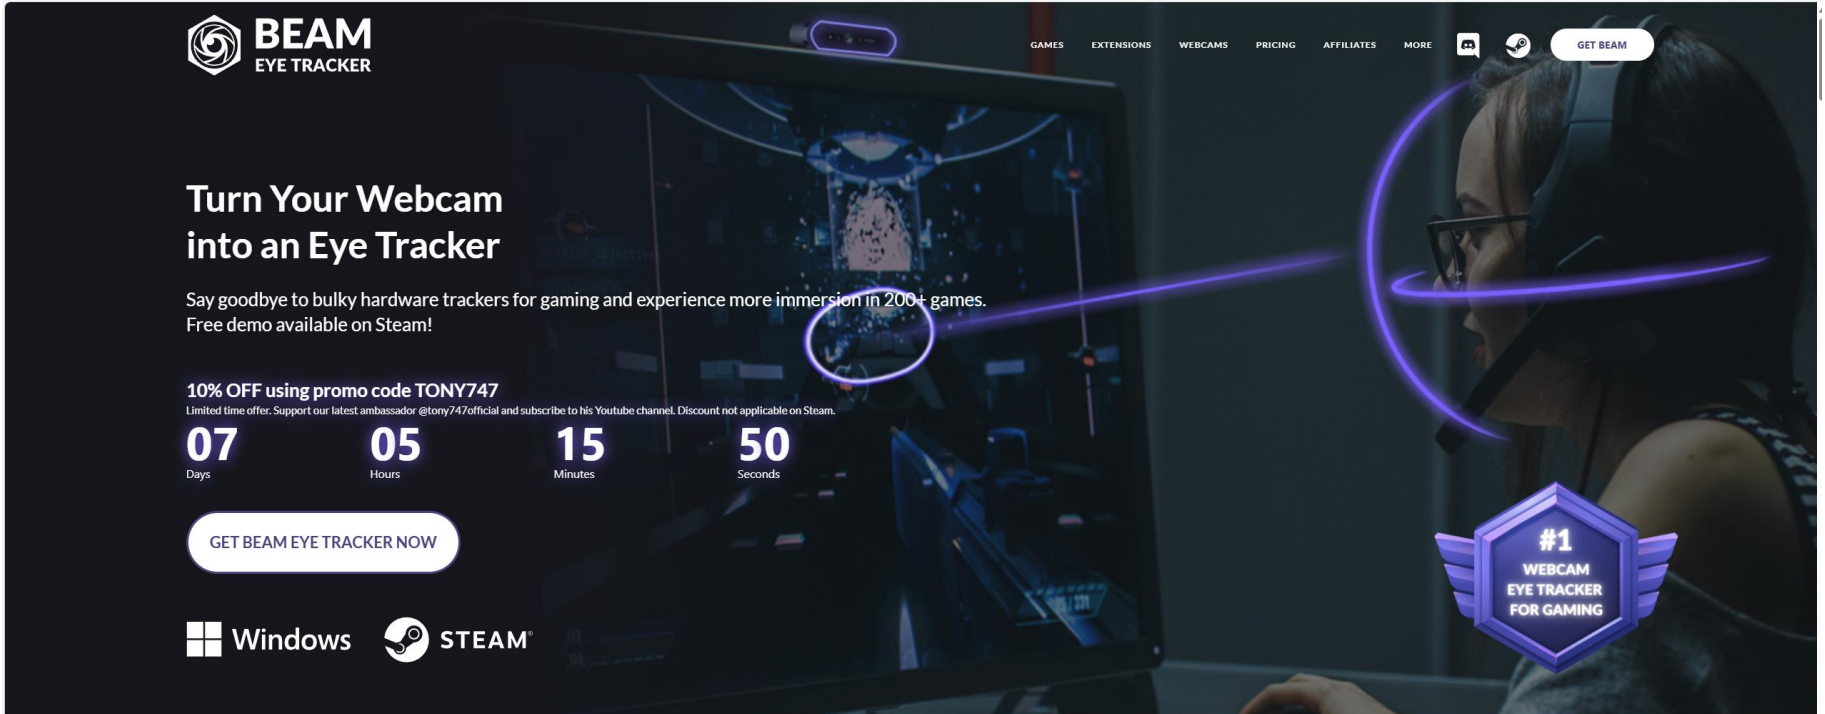 BEAM
EYE TRACKER
GAMES
EXTENSIONS
WEBCAMS
PRICING
AFFILIATES
MORE
GET BEAM
Turn Your Webcam
into an Eye Tracker
Say goodbye to bulky hardware trackers for gaming and experience more immersion in 200+ games.
Free demo available on Steam!
10% OFF using promo code TONY747
Limited time offer. Support our latest ambassador @tony747official and subscribe to his Youtube channel. Discount not applicable on Steam.
07 05 15 50
Days Hours Minutes Seconds
GET BEAM EYE TRACKER NOW
Windows
STEAM®
#1
WEBCAM
EYE TRACKER
FOR GAMING